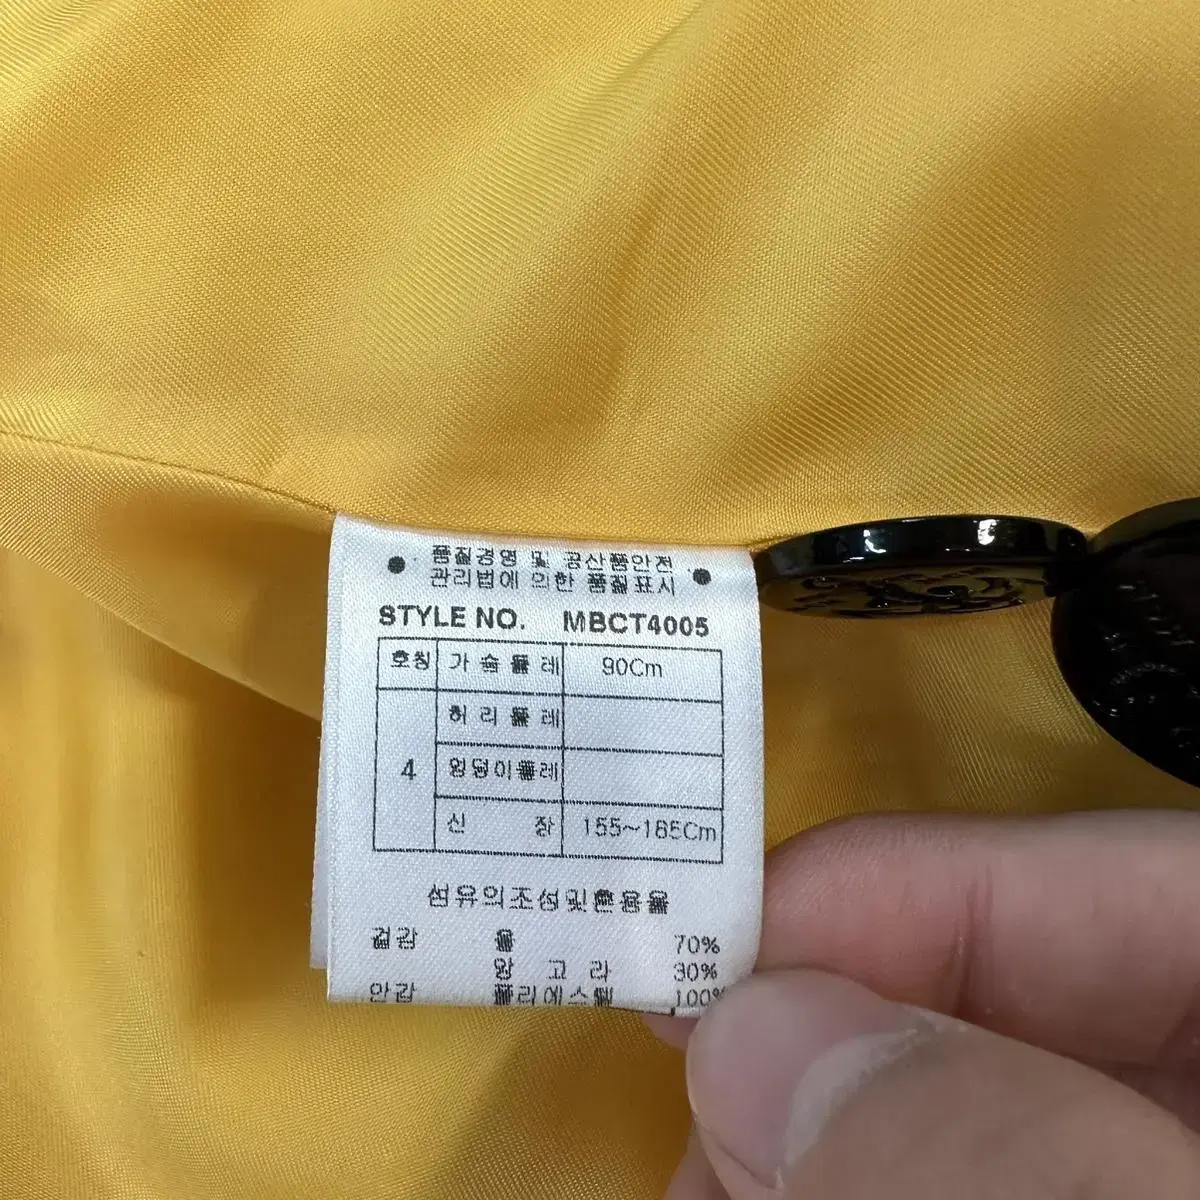 품질경영 및 공산품안전
관리법에 의한 품질표시
STYLE NO. MBCT4005
호칭 가슴둘레 90Cm
허리둘레
4 엉덩이둘레
신장 155~165Cm
섬유의조성및혼용율
겉감 울 70%
앙고라 30%
안감 폴리에스텔 100%